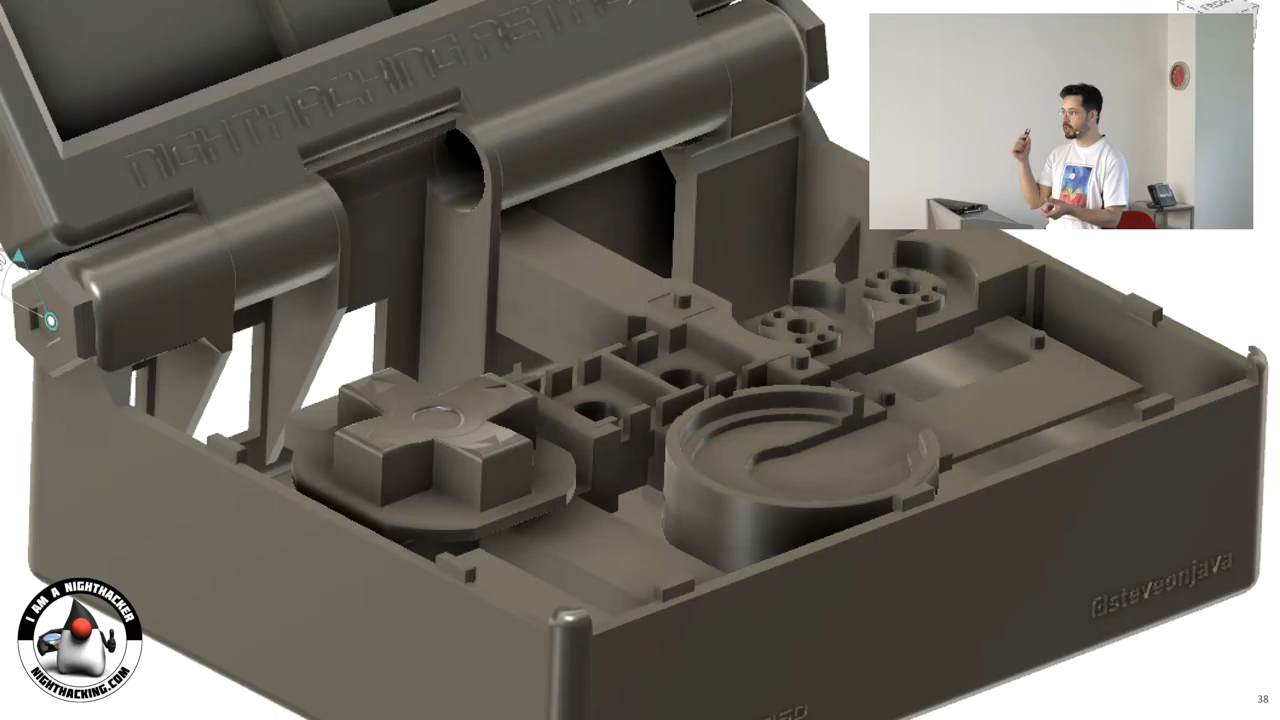 NIGHTHACKING RETRO
@steveonjava
I AM A NIGHTHACKER
NIGHTHACKING.COM
38